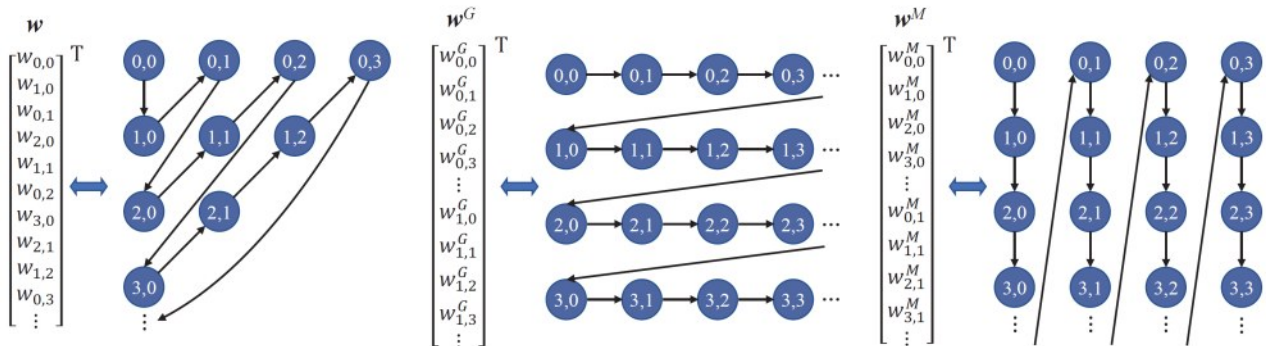 w
w_{0,0}
w_{1,0}
w_{0,1}
w_{2,0}
w_{1,1}
w_{0,2}
w_{3,0}
w_{2,1}
w_{1,2}
w_{0,3}
⋮
T
0,0 0,1 0,2 0,3
1,0 1,1 1,2
2,0 2,1
3,0
⋮
w^G
w^G_{0,0}
w^G_{0,1}
w^G_{0,2}
w^G_{0,3}
⋮
w^G_{1,0}
w^G_{1,1}
w^G_{1,2}
w^G_{1,3}
⋮
T
0,0 0,1 0,2 0,3 ⋯
1,0 1,1 1,2 1,3 ⋯
2,0 2,1 2,2 2,3 ⋯
3,0 3,1 3,2 3,3 ⋯
w^M
w^M_{0,0}
w^M_{1,0}
w^M_{2,0}
w^M_{3,0}
⋮
w^M_{0,1}
w^M_{1,1}
w^M_{2,1}
w^M_{3,1}
⋮
T
0,0 0,1 0,2 0,3
1,0 1,1 1,2 1,3
2,0 2,1 2,2 2,3
3,0 3,1 3,2 3,3
⋮ ⋮ ⋮ ⋮